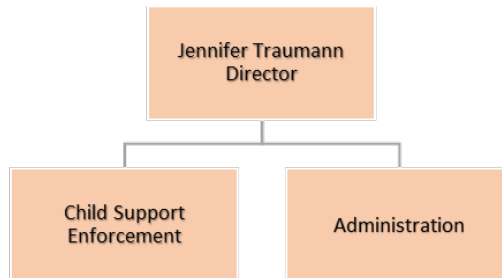 Jennifer Traumann
Director
Child Support
Enforcement
Administration